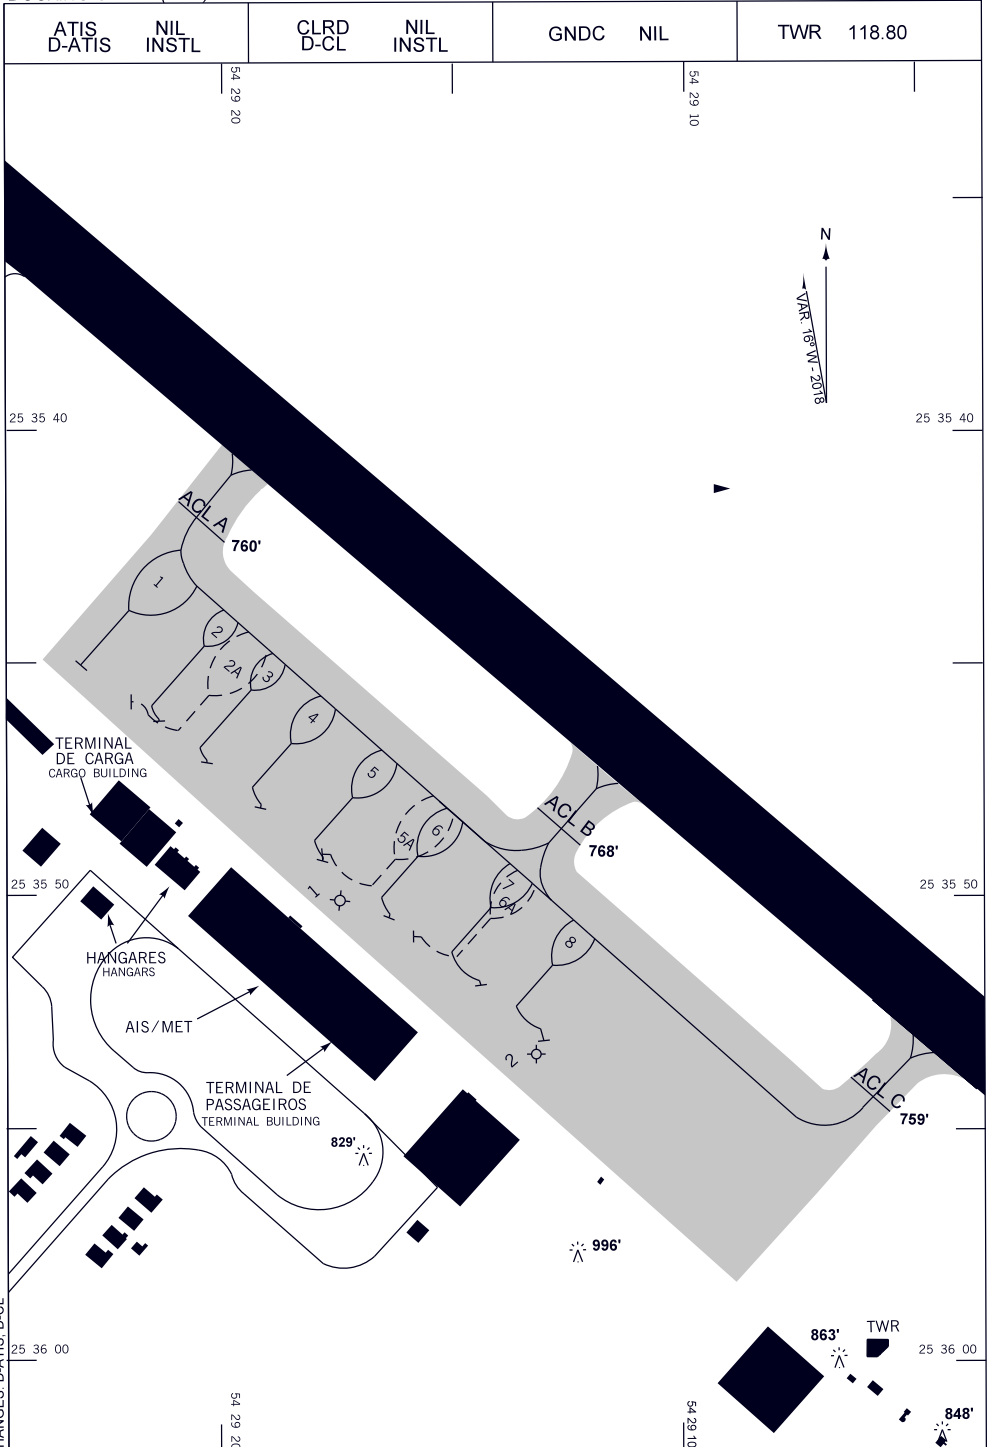 ATIS NIL
D-ATIS INSTL
CLRD NIL
D-CL INSTL
GNDC NIL
TWR 118.80
54 29 20
54 29 10
N
VAR. 16º W - 2018
25 35 40
25 35 40
ACL A
760'
1
2
2A
3
4
5
5A
6
7
6A
8
ACL B
768'
TERMINAL
DE CARGA
CARGO BUILDING
25 35 50
25 35 50
1
HANGARES
HANGARS
AIS/MET
2
TERMINAL DE
PASSAGEIROS
TERMINAL BUILDING
ACL C
759'
829'
996'
863'
TWR
25 36 00
25 36 00
848'
54 29 20
54 29 10